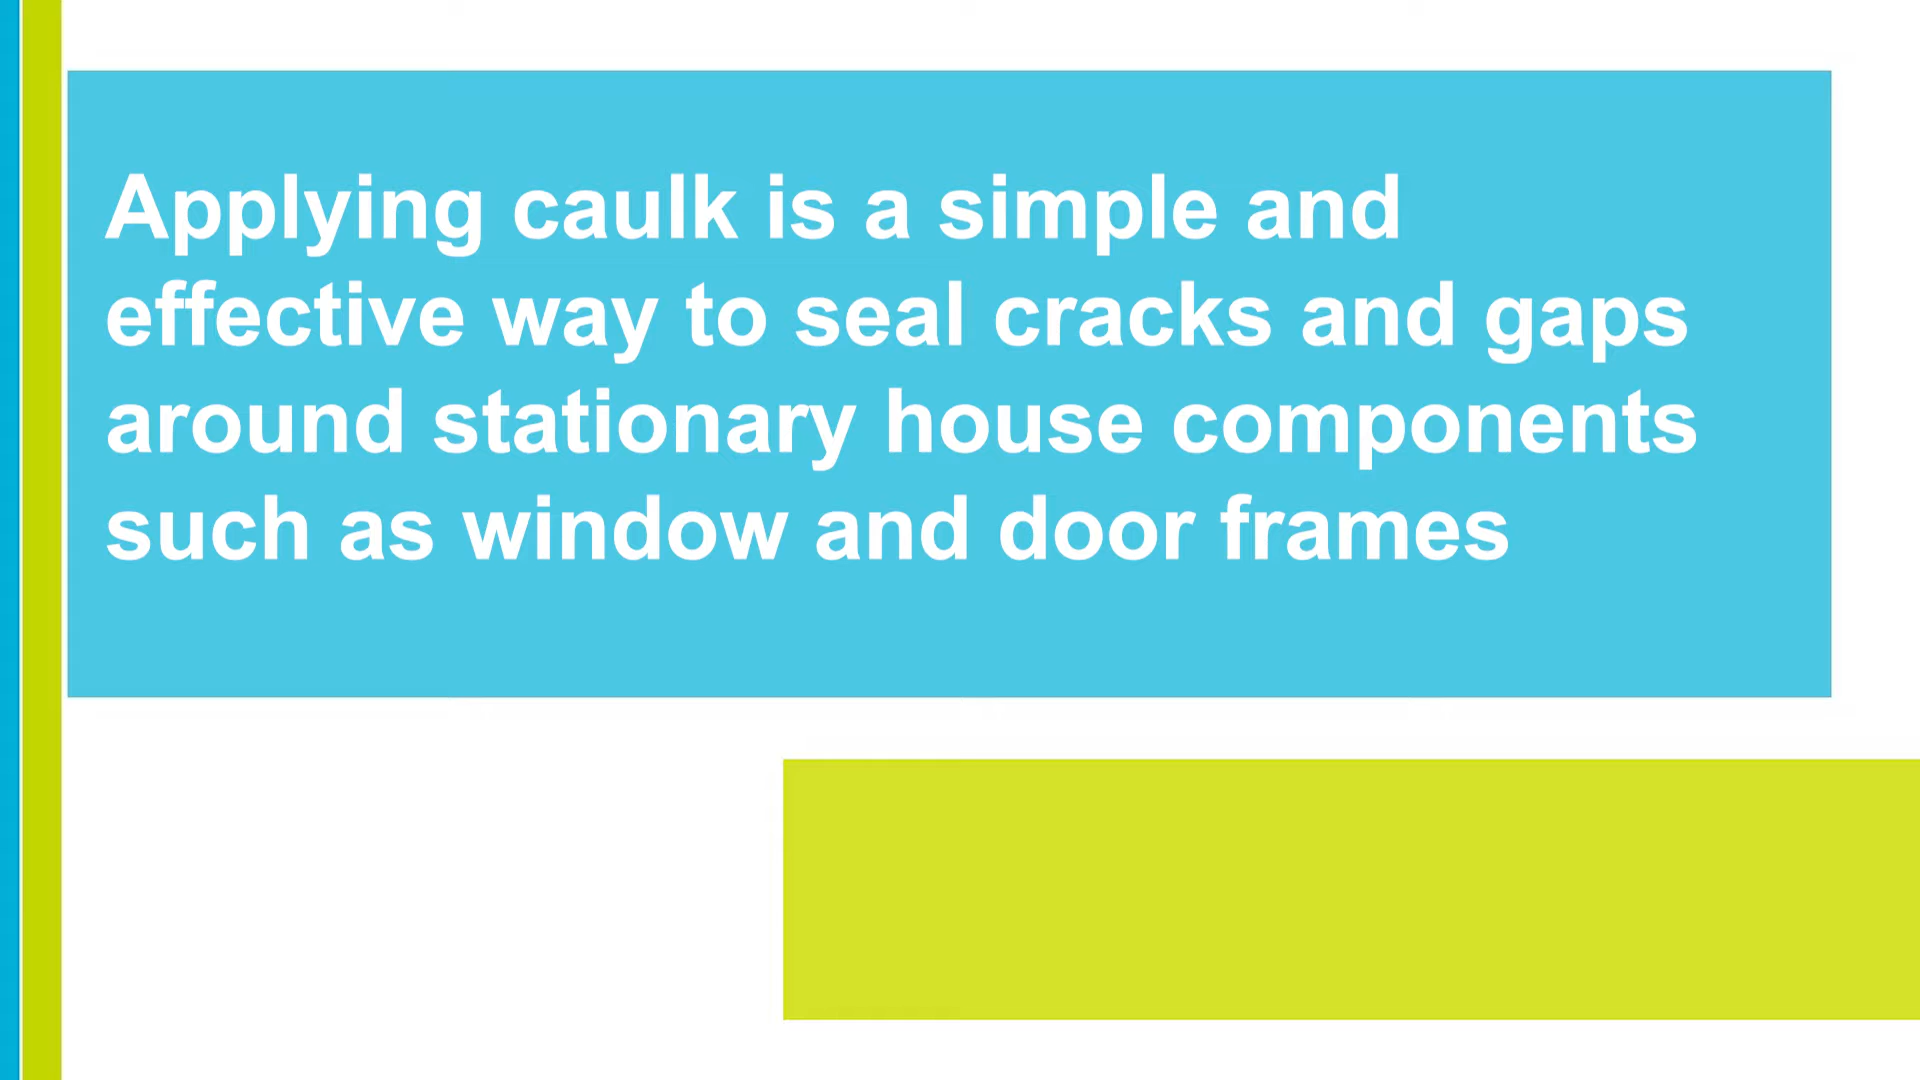 Applying caulk is a simple and
effective way to seal cracks and gaps
around stationary house components
such as window and door frames